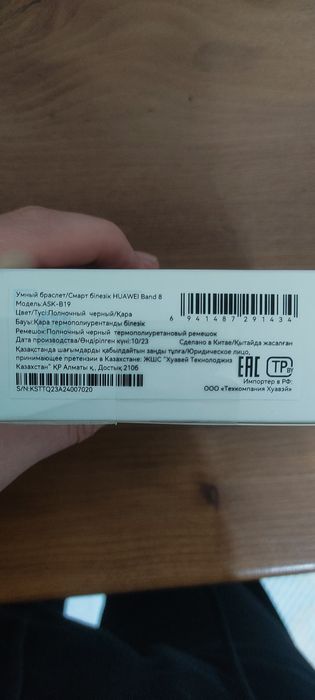 Умный браслет/Смарт білезік HUAWEI Band 8
Модель:ASK-B19
Цвет/Түсі:Полночный черный/Қара
Бауы:Қара термополиуретанды білезік
Ремешок:Полночный черный термополиуретановый ремешок
Дата производства/Өндірілген күні:10/23 Сделано в Китае/Қытайда жасалған
Қазақстанда шағымдарды қабылдайтын заңды тұлға/Юридическое лицо,
принимающее претензии в Казахстане: ЖШС "Хуавей Текнолоджиз
Казахстан" ҚР Алматы қ., Достық 210б
S/N:KSTTQ23A24007020
6 941487 291434
EAC TP BY
Импортер в РФ:
ООО «Техкомпания Хуавэй»